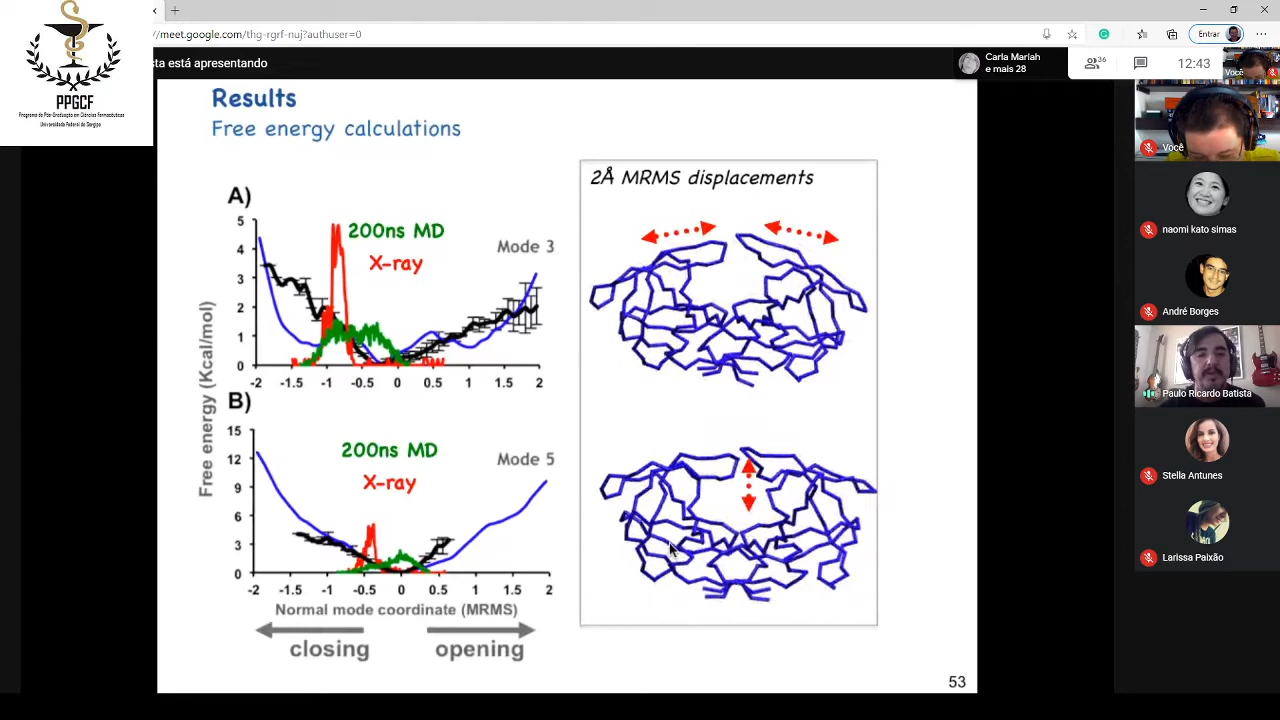 //meet.google.com/thg-rgrf-nuj?authuser=0
Entrar
PPGCF
Programa de Pós-Graduação em Ciências Farmacêuticas
Universidade Federal de Sergipe
sta está apresentando
Carla Mariah
e mais 28
36
12:43
Você
Você
naomi kato simas
André Borges
Paulo Ricardo Batista
Stella Antunes
Larissa Paixão
Results
Free energy calculations
A)
200ns MD
X-ray
Mode 3
5
4
3
2
1
0
-2 -1.5 -1 -0.5 0 0.5 1 1.5 2
Free energy (Kcal/mol)
B)
200ns MD
X-ray
Mode 5
15
12
9
6
3
0
-2 -1.5 -1 -0.5 0 0.5 1 1.5 2
Normal mode coordinate (MRMS)
closing opening
2Å MRMS displacements
53